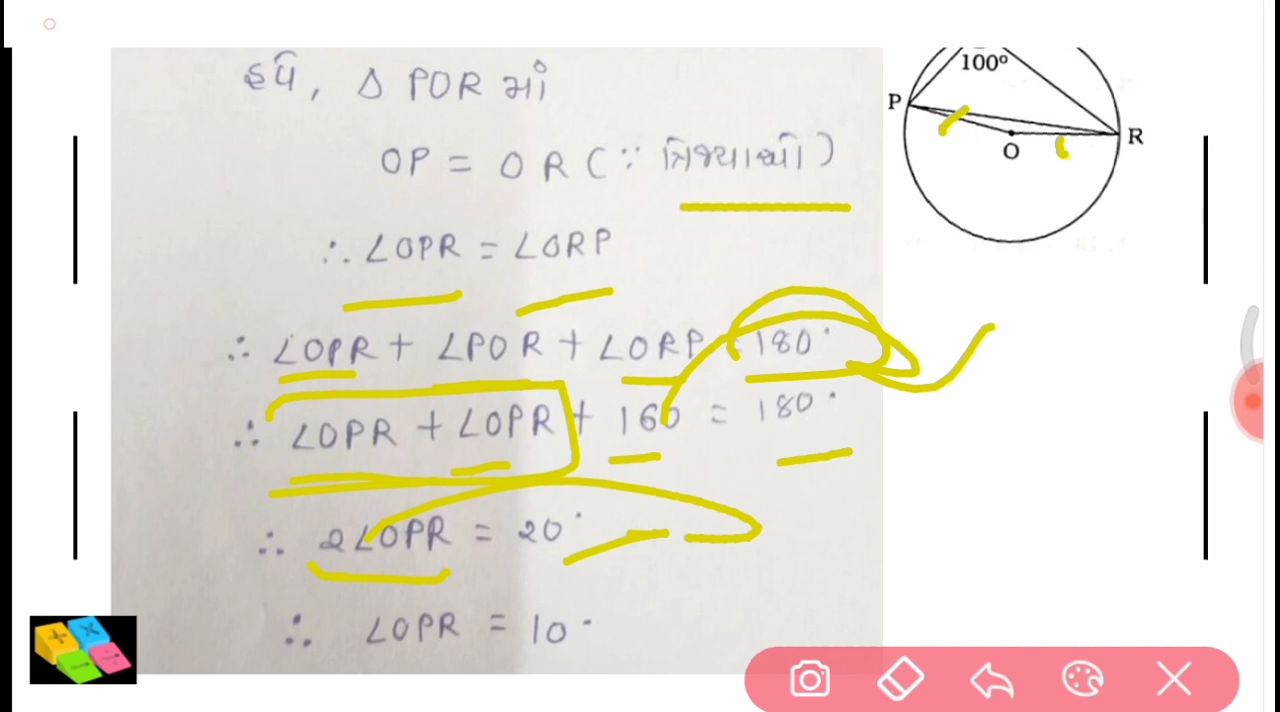 હવે, Δ POR માં
OP = OR (∵ ત્રિજ્યાઓ)
∴ ∠OPR = ∠ORP
∴ ∠OPR + ∠POR + ∠ORP = 180°
∴ ∠OPR + ∠OPR + 160 = 180°
∴ 2∠OPR = 20°
∴ ∠OPR = 10°
100°
P
O
R